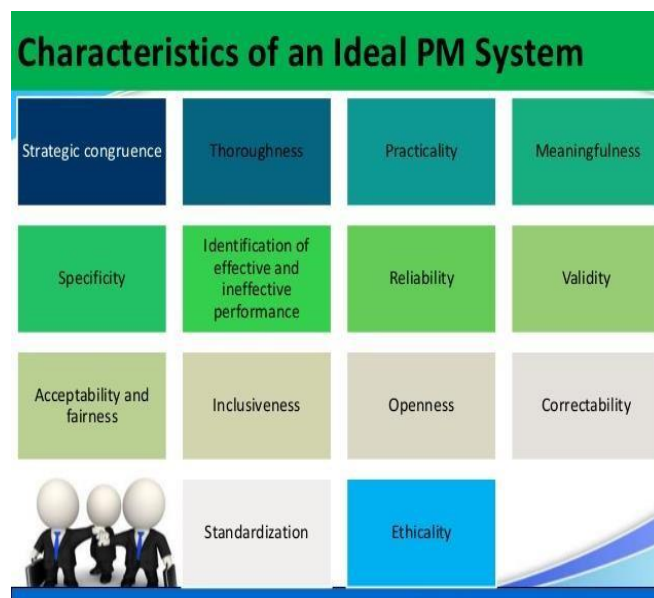 Characteristics of an Ideal PM System
Strategic congruence
Thoroughness
Practicality
Meaningfulness
Specificity
Identification of
effective and
ineffective
performance
Reliability
Validity
Acceptability and
fairness
Inclusiveness
Openness
Correctability
Standardization
Ethicality